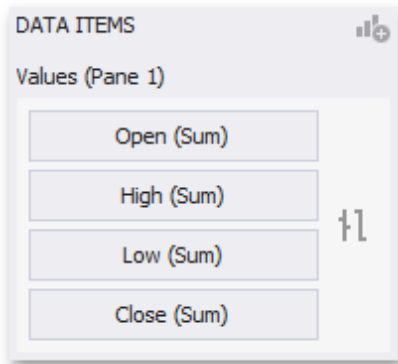 DATA ITEMS
Values (Pane 1)
Open (Sum)
High (Sum)
Low (Sum)
Close (Sum)